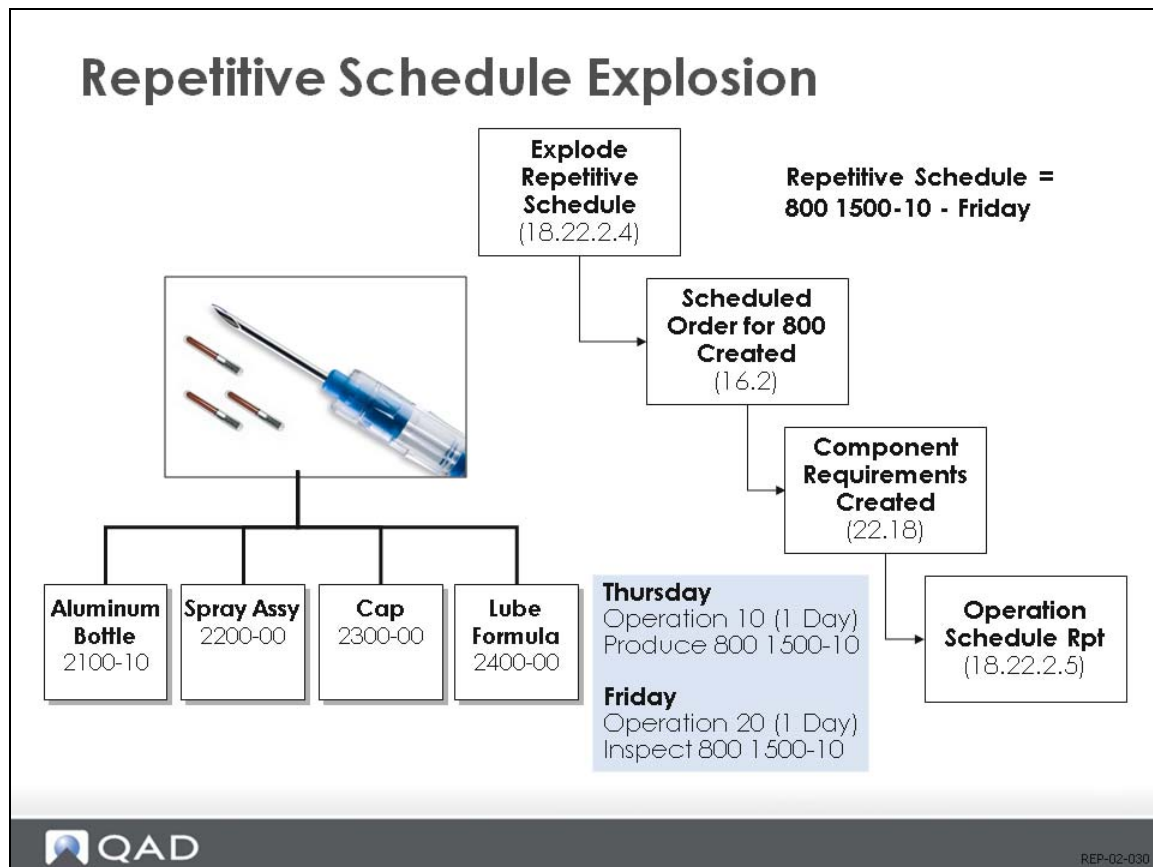 Repetitive Schedule Explosion
Explode
Repetitive
Schedule
(18.22.2.4)
Repetitive Schedule =
800 1500-10 - Friday
Scheduled
Order for 800
Created
(16.2)
Component
Requirements
Created
(22.18)
Operation
Schedule Rpt
(18.22.2.5)
Aluminum
Bottle
2100-10
Spray Assy
2200-00
Cap
2300-00
Lube
Formula
2400-00
Thursday
Operation 10 (1 Day)
Produce 800 1500-10
Friday
Operation 20 (1 Day)
Inspect 800 1500-10
QAD
REP-02-030